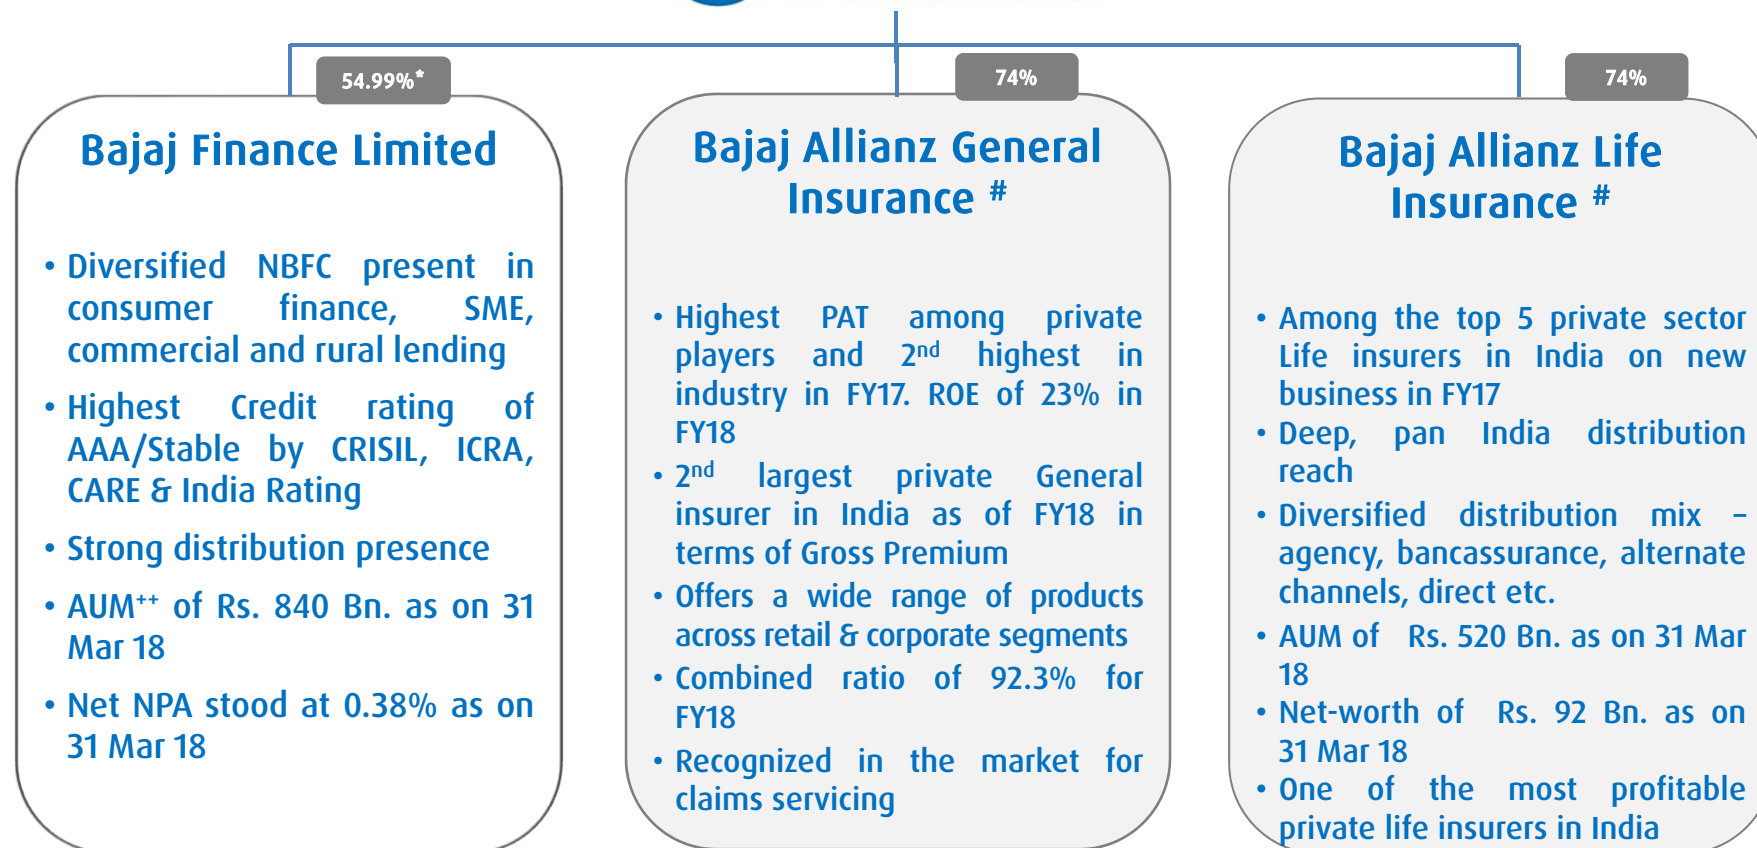 54.99%*
Bajaj Finance Limited
• Diversified NBFC present in
consumer finance, SME,
commercial and rural lending
• Highest Credit rating of
AAA/Stable by CRISIL, ICRA,
CARE & India Rating
• Strong distribution presence
• AUM++ of Rs. 840 Bn. as on 31
Mar 18
• Net NPA stood at 0.38% as on
31 Mar 18
74%
Bajaj Allianz General
Insurance #
• Highest PAT among private
players and 2nd highest in
industry in FY17. ROE of 23% in
FY18
• 2nd largest private General
insurer in India as of FY18 in
terms of Gross Premium
• Offers a wide range of products
across retail & corporate segments
• Combined ratio of 92.3% for
FY18
• Recognized in the market for
claims servicing
74%
Bajaj Allianz Life
Insurance #
• Among the top 5 private sector
Life insurers in India on new
business in FY17
• Deep, pan India distribution
reach
• Diversified distribution mix –
agency, bancassurance, alternate
channels, direct etc.
• AUM of Rs. 520 Bn. as on 31 Mar
18
• Net-worth of Rs. 92 Bn. as on
31 Mar 18
• One of the most profitable
private life insurers in India